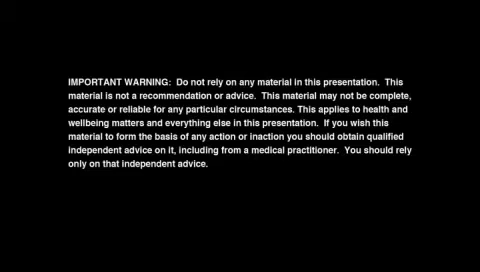 IMPORTANT WARNING:  Do not rely on any material in this presentation.  This
material is not a recommendation or advice.  This material may not be complete,
accurate or reliable for any particular circumstances. This applies to health and
wellbeing matters and everything else in this presentation.  If you wish this
material to form the basis of any action or inaction you should obtain qualified
independent advice on it, including from a medical practitioner.  You should rely
only on that independent advice.